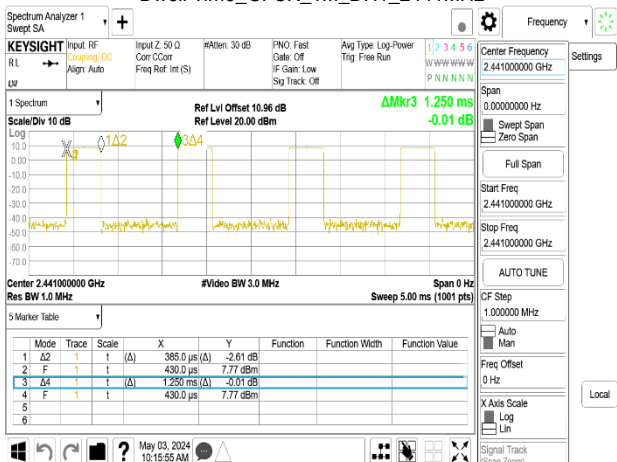 Spectrum Analyzer 1
Swept SA
Frequency
KEYSIGHT
Input: RF
Coupling: DC
Align: Auto
Input Z: 50 Ω
Corr CCorr
Freq Ref: Int (S)
#Atten: 30 dB
PNO: Fast
Gate: Off
IF Gain: Low
Sig Track: Off
Avg Type: Log-Power
Trig: Free Run
1 2 3 4 5 6
W W W W W W
P N N N N N
RL
Center Frequency
2.441000000 GHz
Settings
Span
0.00000000 Hz
Swept Span
Zero Span
Full Span
Start Freq
2.441000000 GHz
Stop Freq
2.441000000 GHz
AUTO TUNE
CF Step
1.000000 MHz
Auto
Man
Freq Offset
0 Hz
X Axis Scale
Log
Lin
Signal Track
Local
1 Spectrum
Scale/Div 10 dB
Ref Lvl Offset 10.96 dB
Ref Level 20.00 dBm
ΔMkr3 1.250 ms
-0.01 dB
Log
10.0
0.00
-10.0
-20.0
-30.0
-40.0
-50.0
-60.0
-70.0
1Δ2
3Δ4
Center 2.441000000 GHz
Res BW 1.0 MHz
#Video BW 3.0 MHz
Span 0 Hz
Sweep 5.00 ms (1001 pts)
5 Marker Table
Mode Trace Scale X Y Function Function Width Function Value
1 Δ2 1 t (Δ) 385.0 µs (Δ) -2.61 dB
2 F 1 t 430.0 µs 7.77 dBm
3 Δ4 1 t (Δ) 1.250 ms (Δ) -0.01 dB
4 F 1 t 430.0 µs 7.77 dBm
5
6
May 03, 2024
10:15:55 AM